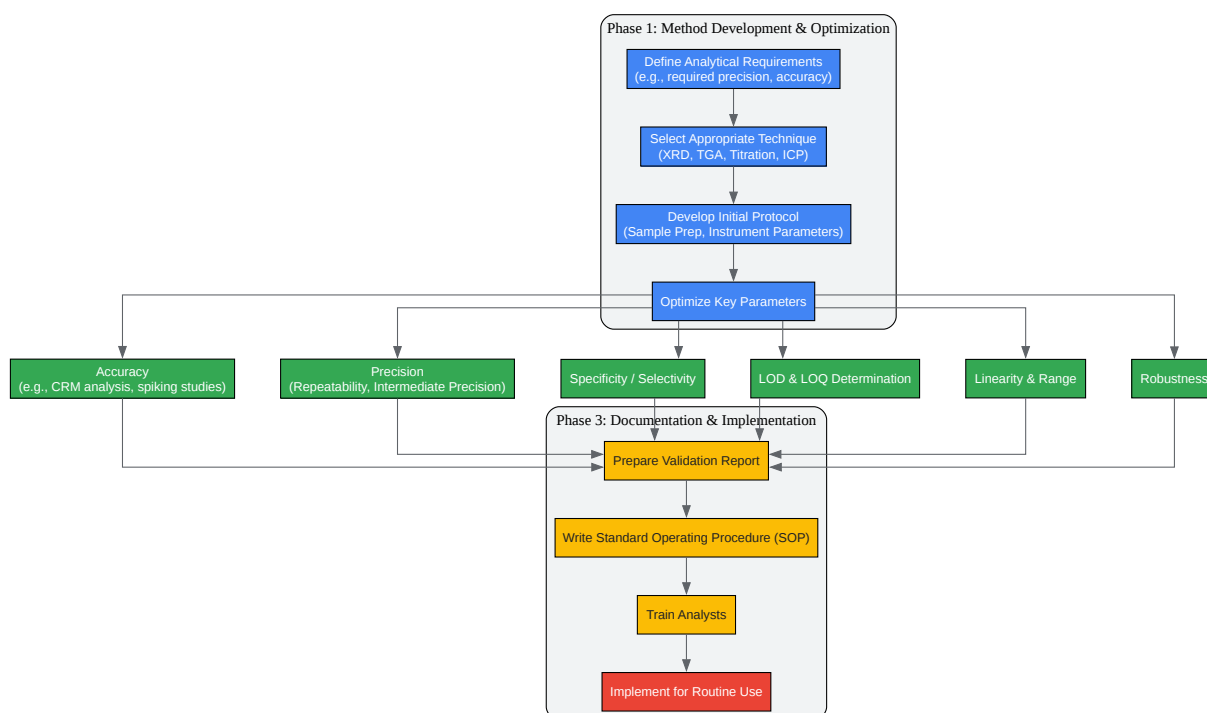 Phase 1: Method Development & Optimization
Define Analytical Requirements
(e.g., required precision, accuracy)
Select Appropriate Technique
(XRD, TGA, Titration, ICP)
Develop Initial Protocol
(Sample Prep, Instrument Parameters)
Optimize Key Parameters
Accuracy
(e.g., CRM analysis, spiking studies)
Precision
(Repeatability, Intermediate Precision)
Specificity / Selectivity
LOD & LOQ Determination
Linearity & Range
Robustness
Phase 3: Documentation & Implementation
Prepare Validation Report
Write Standard Operating Procedure (SOP)
Train Analysts
Implement for Routine Use